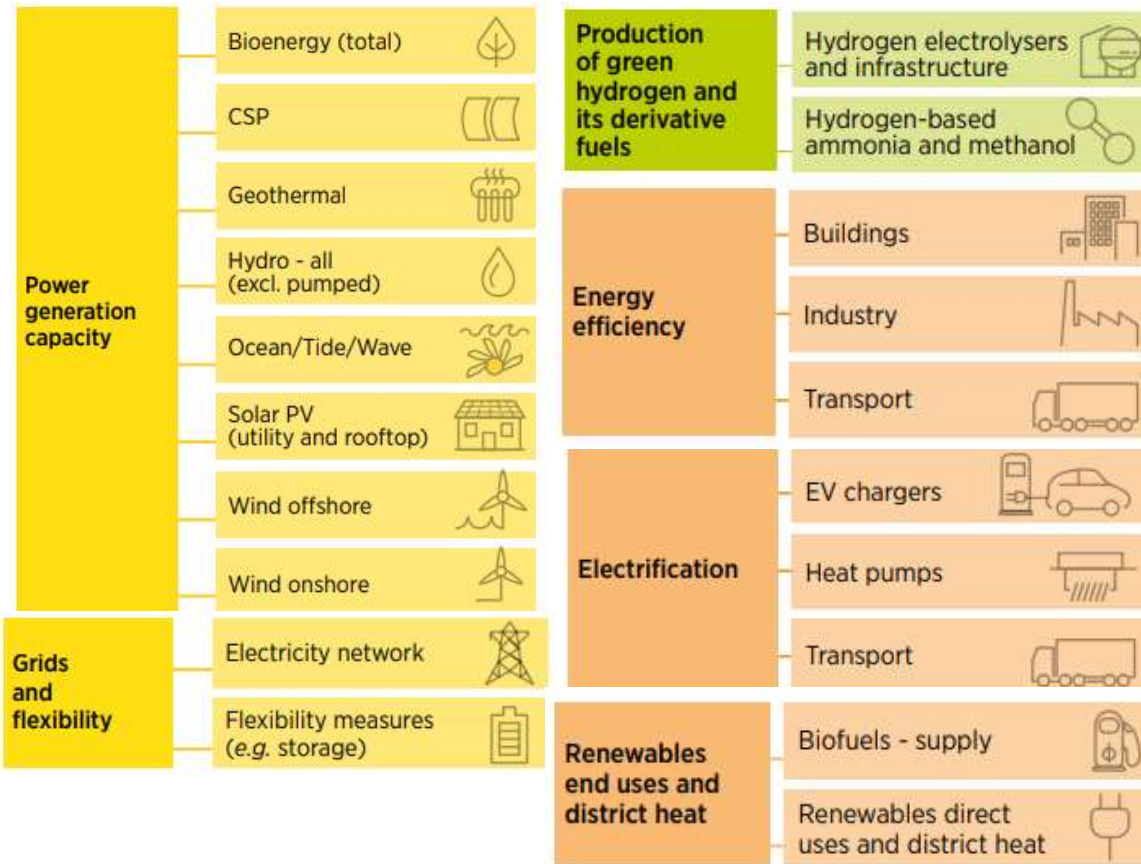 Power
generation
capacity
Bioenergy (total)
CSP
Geothermal
Hydro - all
(excl. pumped)
Ocean/Tide/Wave
Solar PV
(utility and rooftop)
Wind offshore
Wind onshore
Grids
and
flexibility
Electricity network
Flexibility measures
(e.g. storage)
Production
of green
hydrogen and
its derivative
fuels
Hydrogen electrolysers
and infrastructure
Hydrogen-based
ammonia and methanol
Energy
efficiency
Buildings
Industry
Transport
Electrification
EV chargers
Heat pumps
Transport
Renewables
end uses and
district heat
Biofuels - supply
Renewables direct
uses and district heat